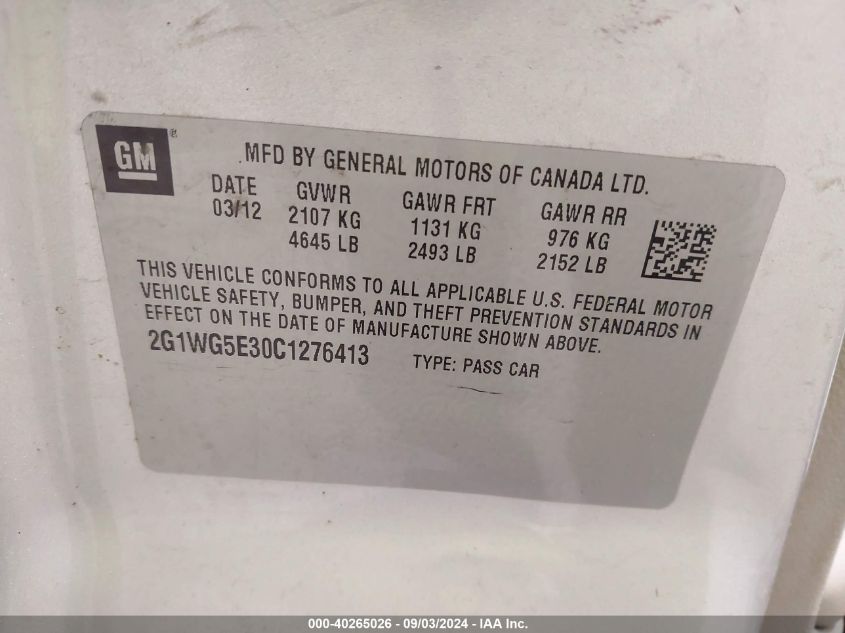 GM®
MFD BY GENERAL MOTORS OF CANADA LTD.
DATE GVWR GAWR FRT GAWR RR
03/12 2107 KG 1131 KG 976 KG
4645 LB 2493 LB 2152 LB
THIS VEHICLE CONFORMS TO ALL APPLICABLE U.S. FEDERAL MOTOR
VEHICLE SAFETY, BUMPER, AND THEFT PREVENTION STANDARDS IN
EFFECT ON THE DATE OF MANUFACTURE SHOWN ABOVE.
2G1WG5E30C1276413 TYPE: PASS CAR
000-40265026 - 09/03/2024 - IAA Inc.